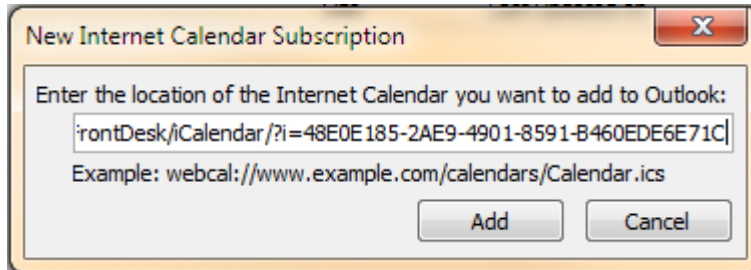 New Internet Calendar Subscription
Enter the location of the Internet Calendar you want to add to Outlook:
rontDesk/iCalendar/?i=48E0E185-2AE9-4901-8591-B460EDE6E71C
Example: webcal://www.example.com/calendars/Calendar.ics
Add Cancel